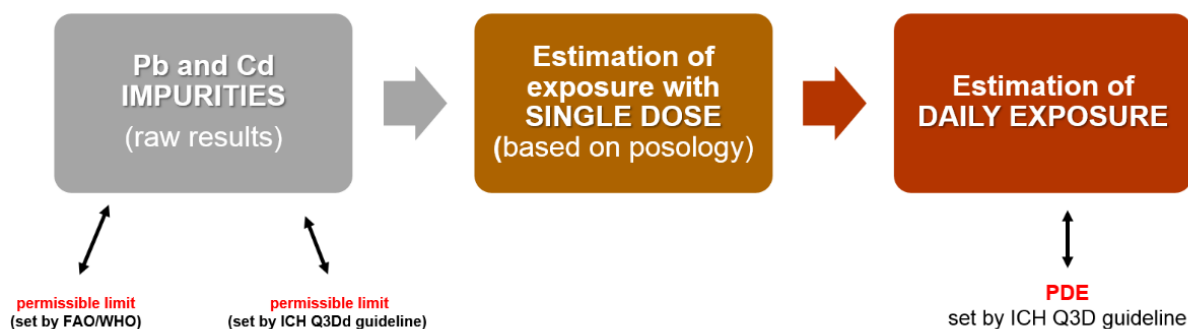 Pb and Cd
IMPURITIES
(raw results)
Estimation of
exposure with
SINGLE DOSE
(based on posology)
Estimation of
DAILY EXPOSURE
permissible limit
(set by FAO/WHO)
permissible limit
(set by ICH Q3Dd guideline)
PDE
set by ICH Q3D guideline